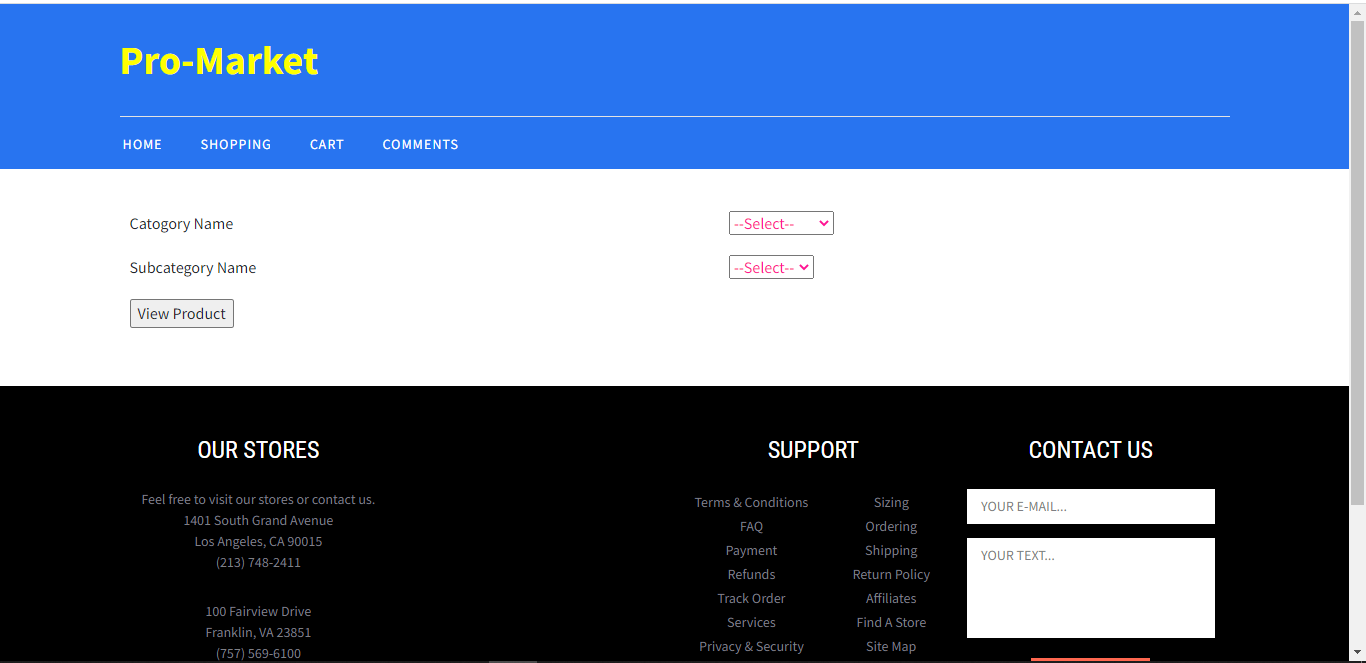 Pro-Market
HOME SHOPPING CART COMMENTS
Catogory Name --Select--
Subcategory Name --Select--
View Product
OUR STORES
Feel free to visit our stores or contact us.
1401 South Grand Avenue
Los Angeles, CA 90015
(213) 748-2411
100 Fairview Drive
Franklin, VA 23851
(757) 569-6100
SUPPORT
Terms & Conditions
FAQ
Payment
Refunds
Track Order
Services
Privacy & Security
Sizing
Ordering
Shipping
Return Policy
Affiliates
Find A Store
Site Map
CONTACT US
YOUR E-MAIL...
YOUR TEXT...